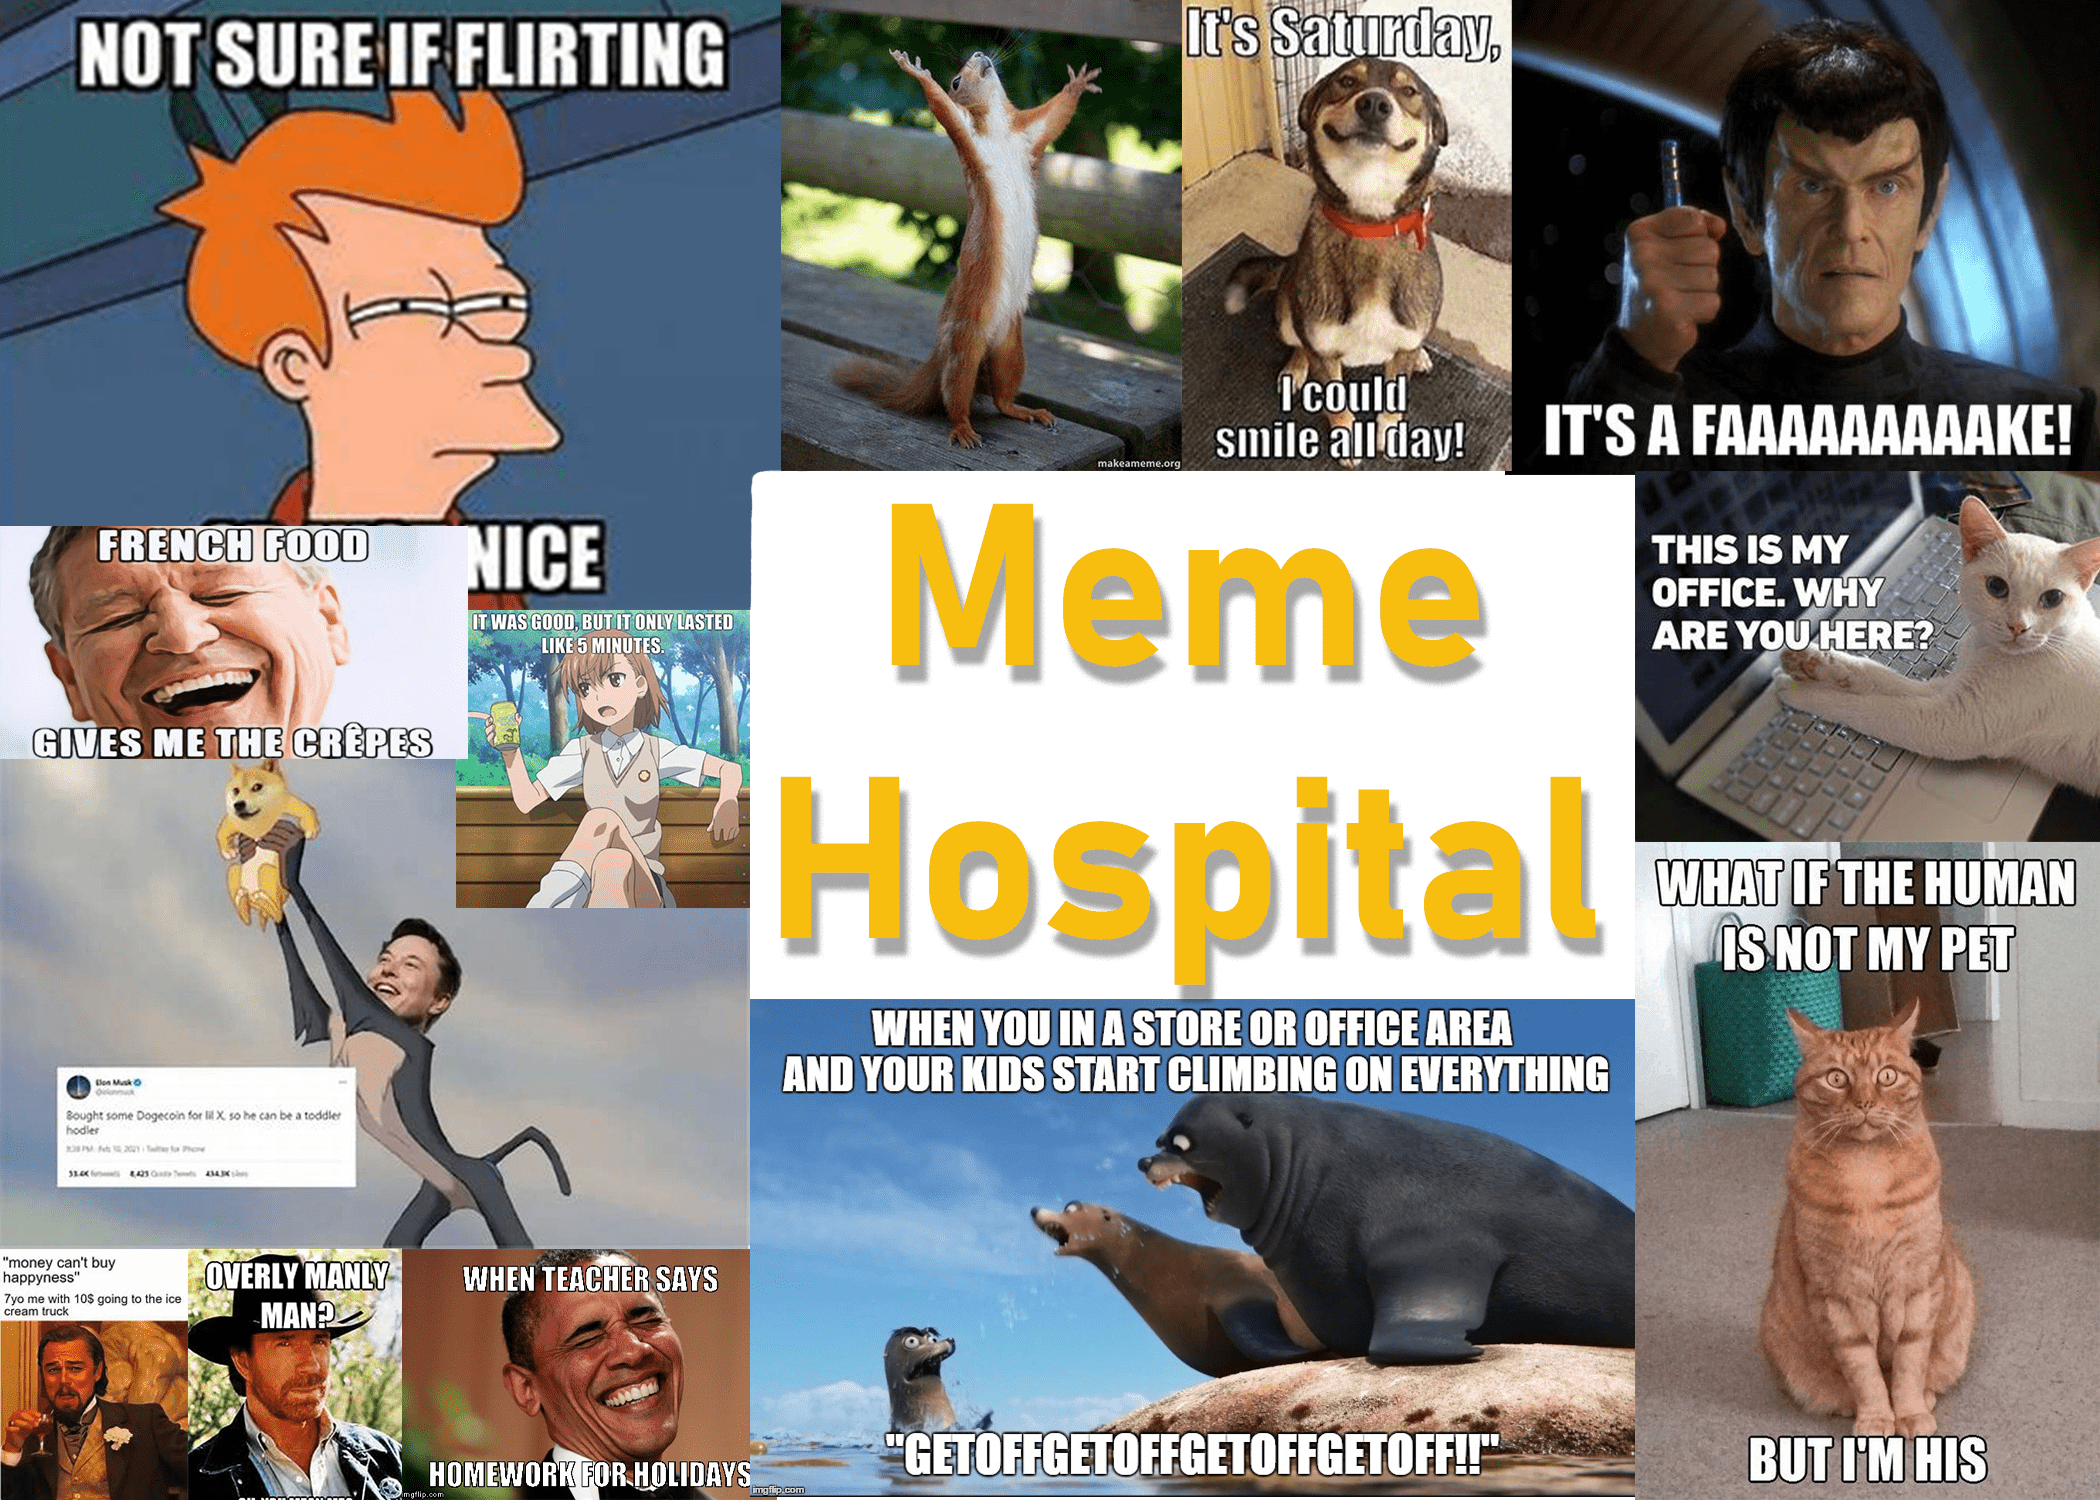 NOT SURE IF FLIRTING
NICE
makeameme.org
It's Saturday,
I could
smile all day!
IT'S A FAAAAAAAAAAKE!
FRENCH FOOD
GIVES ME THE CRÊPES
IT WAS GOOD, BUT IT ONLY LASTED
LIKE 5 MINUTES.
Meme
Hospital
THIS IS MY
OFFICE. WHY
ARE YOU HERE?
Elon Musk
Bought some Dogecoin for lil X, so he can be a toddler
hodler
WHAT IF THE HUMAN
IS NOT MY PET
BUT I'M HIS
WHEN YOU IN A STORE OR OFFICE AREA
AND YOUR KIDS START CLIMBING ON EVERYTHING
"GETOFFGETOFFGETOFFGETOFF!!"
imgflip.com
"money can't buy
happyness"
7yo me with 10$ going to the ice
cream truck
OVERLY MANLY
MAN?
WHEN TEACHER SAYS
HOMEWORK FOR HOLIDAYS
imgflip.com